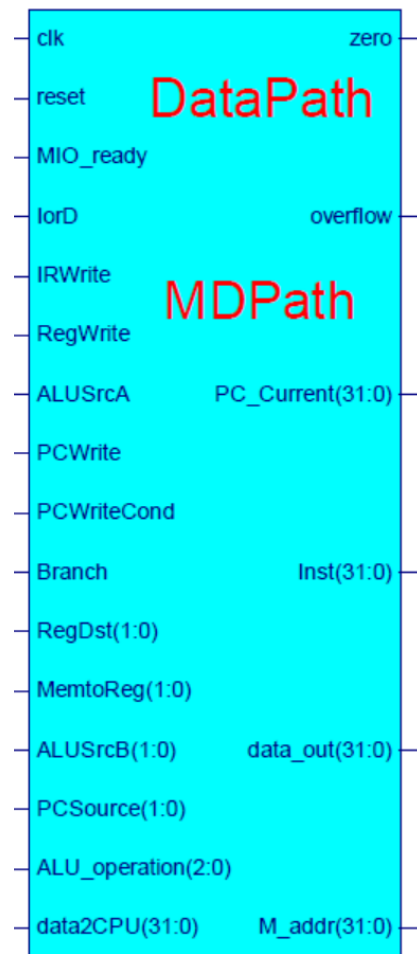 clk zero
reset DataPath
MIO_ready
IorD overflow
IRWrite
MDPath
RegWrite
ALUSrcA PC_Current(31:0)
PCWrite
PCWriteCond
Branch Inst(31:0)
RegDst(1:0)
MemtoReg(1:0)
ALUSrcB(1:0) data_out(31:0)
PCSource(1:0)
ALU_operation(2:0)
data2CPU(31:0) M_addr(31:0)